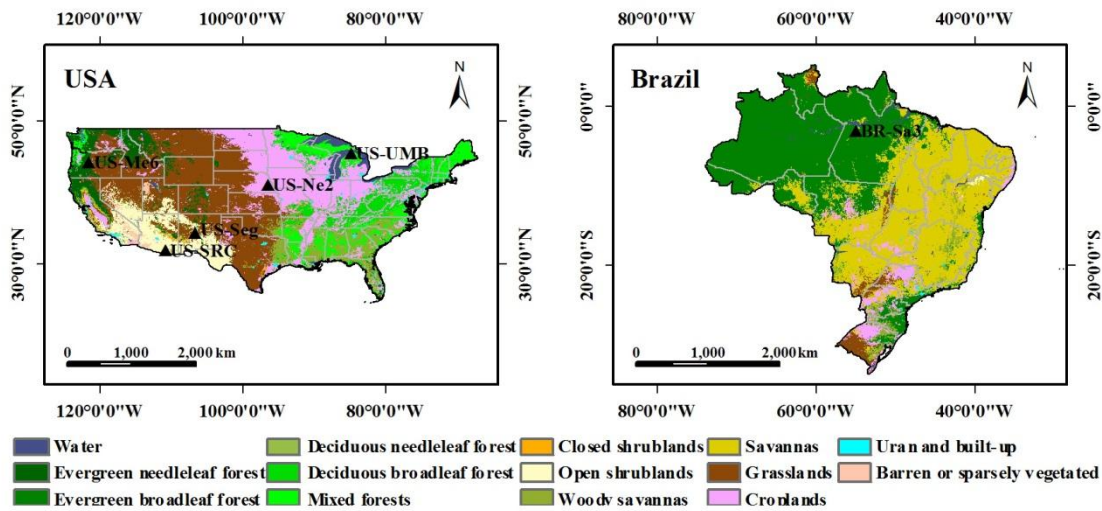 120°0'0"W 100°0'0"W 80°0'0"W 80°0'0"W 60°0'0"W 40°0'0"W
USA
N
Brazil
N
50°0'0"N
50°0'0"N
0°0'0"
0°0'0"
US-Me6
US-UMB
US-Ne2
US-Seg
US-SRC
BR-Sa3
30°0'0"N
30°0'0"N
20°0'0"S
20°0'0"S
0 1,000 2,000 km
0 1,000 2,000 km
120°0'0"W 100°0'0"W 80°0'0"W 80°0'0"W 60°0'0"W 40°0'0"W
Water Deciduous needleleaf forest Closed shrublands Savannas Uran and built-up
Evergreen needleleaf forest Deciduous broadleaf forest Open shrublands Grasslands Barren or sparsely vegetated
Evergreen broadleaf forest Mixed forests Woody savannas Croplands